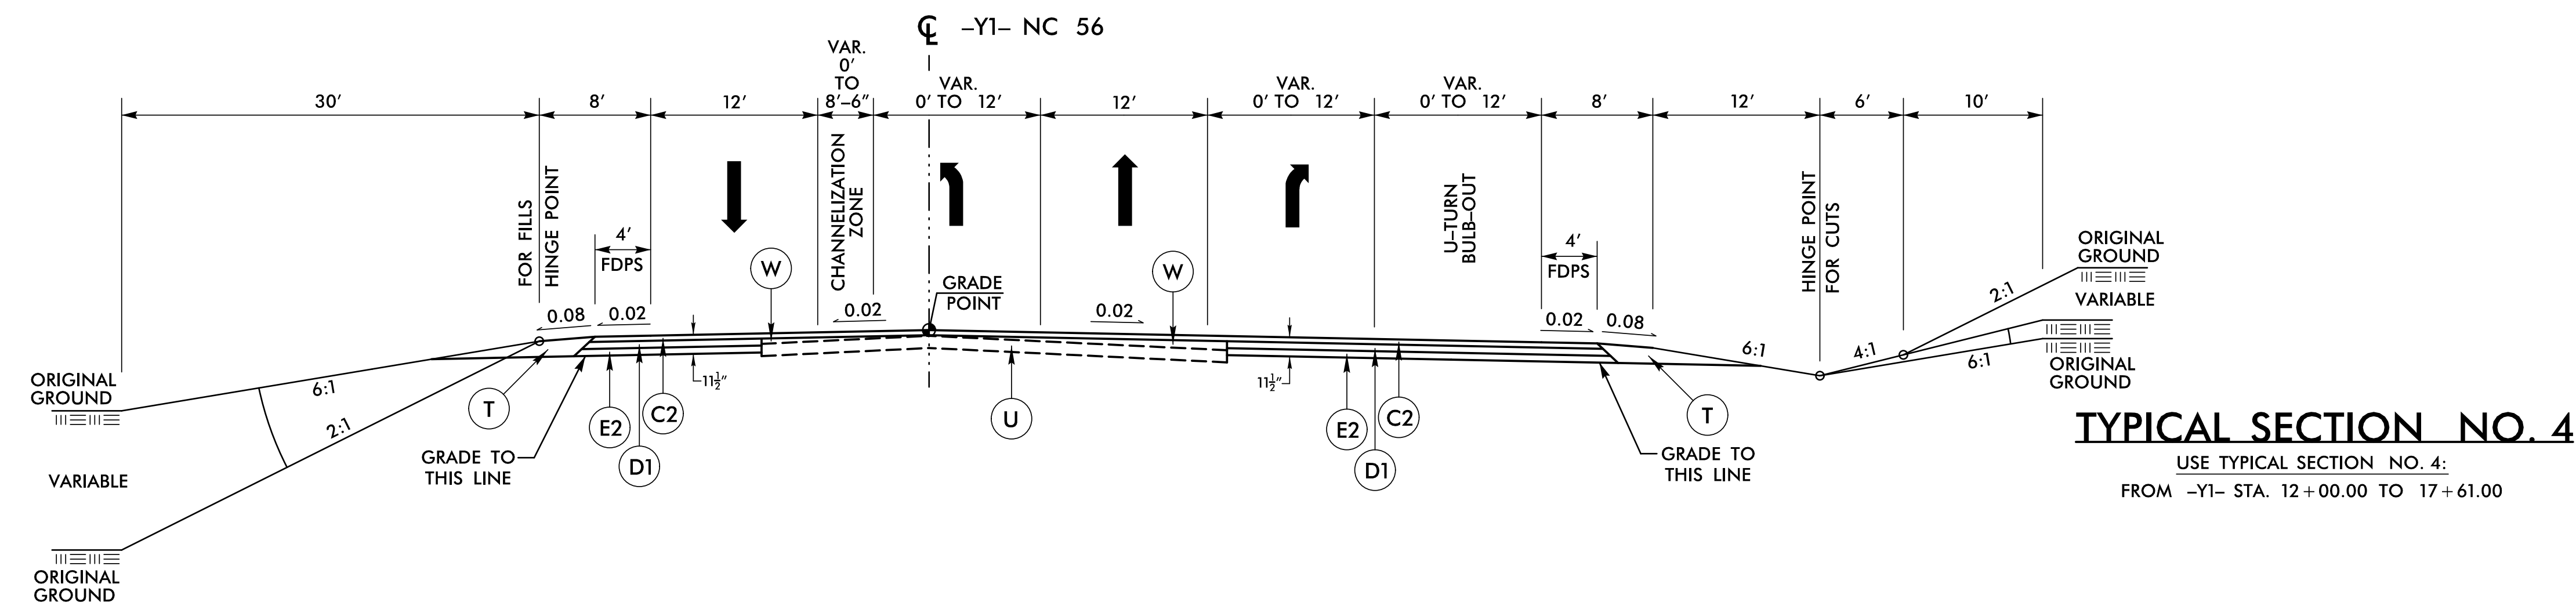 ℄ –Y1– NC 56
VAR.
0'
TO
8'–6"
VAR.
0' TO 12'
VAR.
0' TO 12'
VAR.
0' TO 12'
30'
8'
12'
12'
8'
12'
6'
10'
FOR FILLS
HINGE POINT
CHANNELIZATION
ZONE
U–TURN
BULB–OUT
HINGE POINT
FOR CUTS
4'
FDPS
4'
FDPS
W
W
GRADE
POINT
0.08
0.02
0.02
0.02
0.02
0.08
ORIGINAL
GROUND
2:1
VARIABLE
6:1
4:1
6:1
ORIGINAL
GROUND
ORIGINAL
GROUND
6:1
2:1
11½"
11½"
T
E2
C2
D1
U
E2
C2
D1
T
GRADE TO
THIS LINE
GRADE TO
THIS LINE
VARIABLE
ORIGINAL
GROUND
TYPICAL SECTION NO. 4
USE TYPICAL SECTION NO. 4:
FROM –Y1– STA. 12+00.00 TO 17+61.00